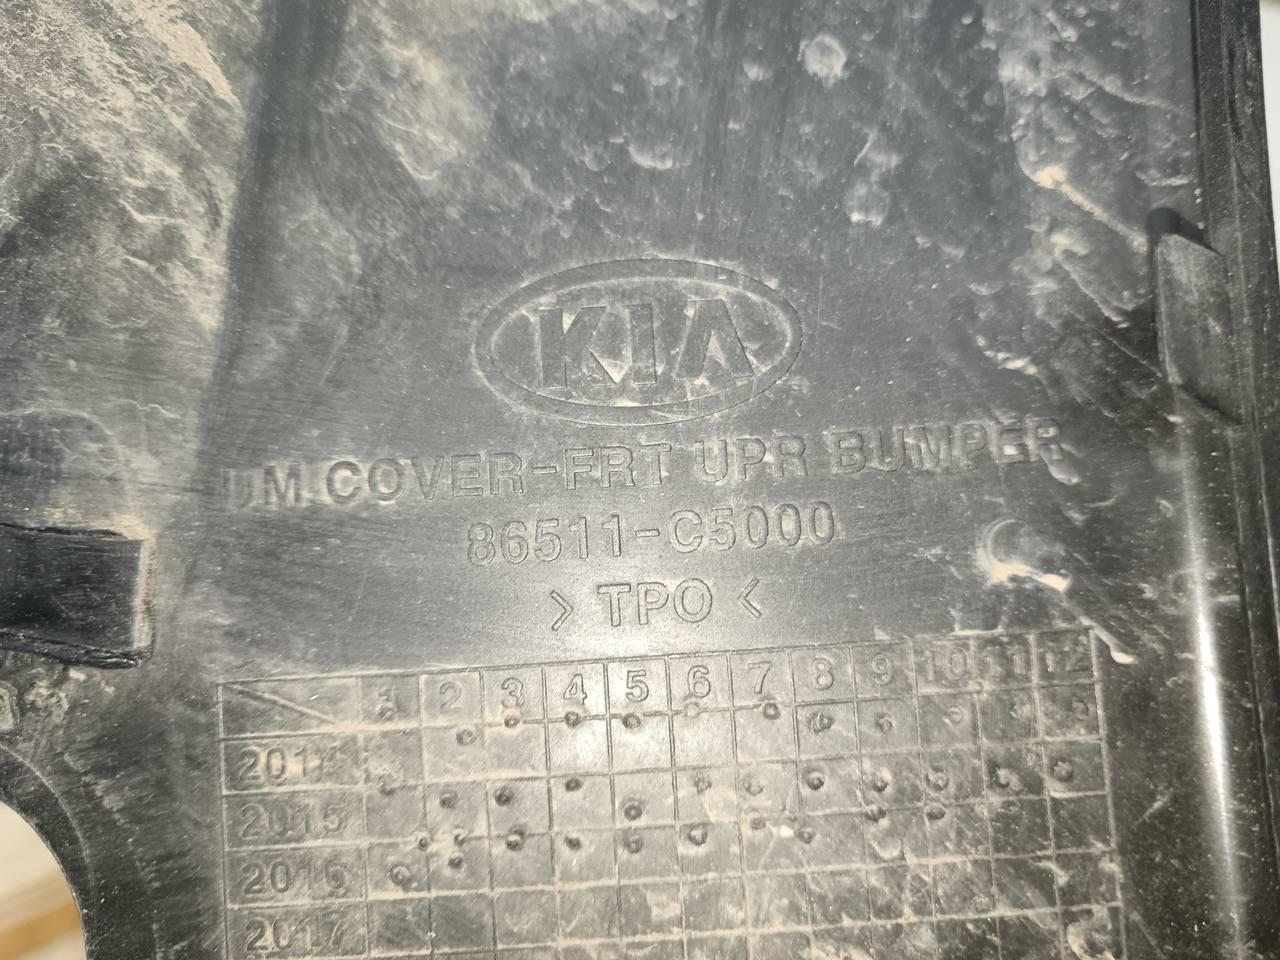 KIA
UM COVER-FRT UPR BUMPER
86511-C5000
> TPO <
1 2 3 4 5 6 7 8 9 10 11 12
2014
2015
2016
2017